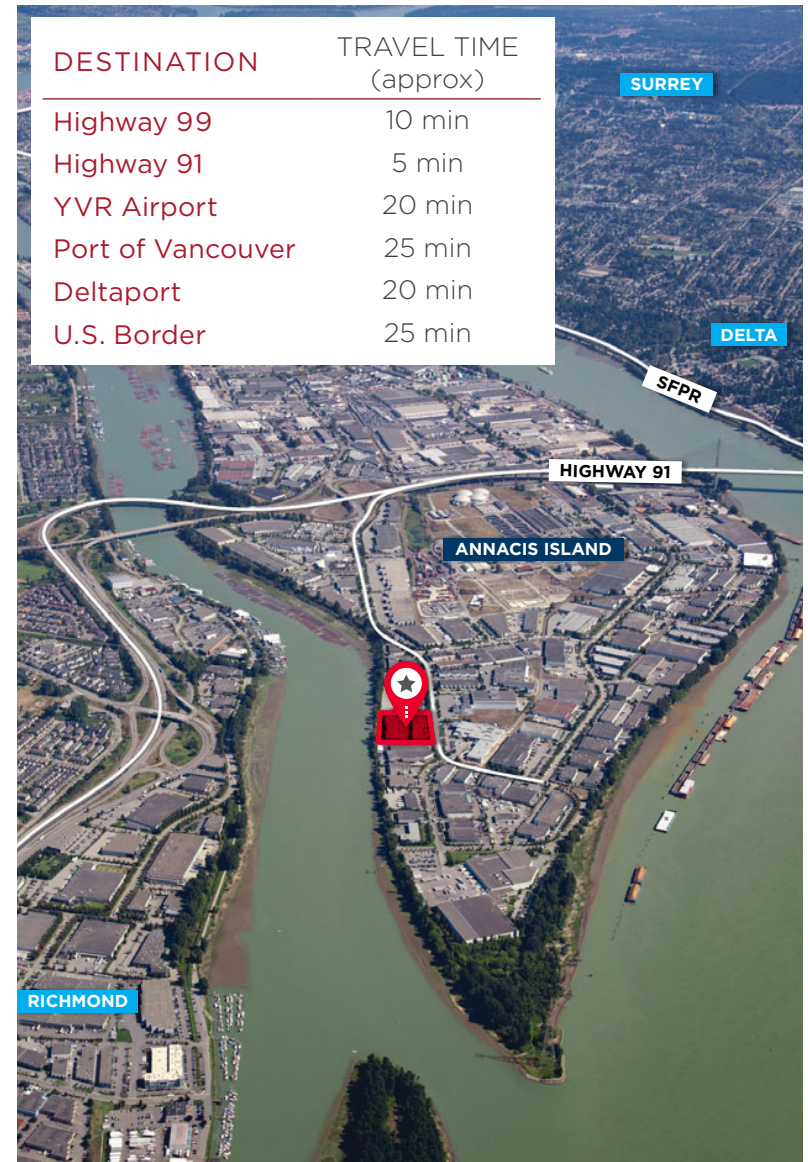 DESTINATION TRAVEL TIME (approx)
Highway 99 10 min
Highway 91 5 min
YVR Airport 20 min
Port of Vancouver 25 min
Deltaport 20 min
U.S. Border 25 min
SURREY
DELTA
SFPR
HIGHWAY 91
ANNACIS ISLAND
RICHMOND